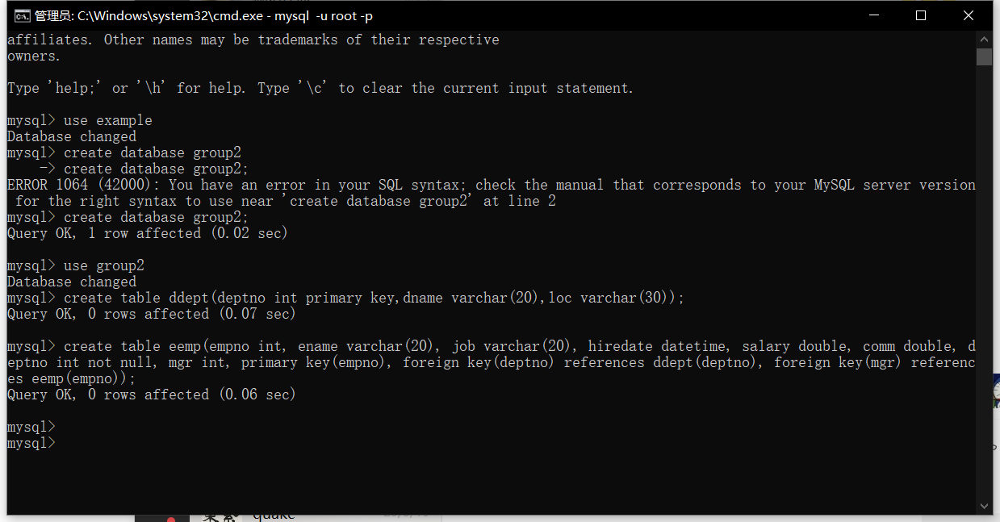 管理员: C:\Windows\system32\cmd.exe - mysql  -u root -p
affiliates. Other names may be trademarks of their respective
owners.
Type 'help;' or '\h' for help. Type '\c' to clear the current input statement.
mysql> use example
Database changed
mysql> create database group2
    -> create database group2;
ERROR 1064 (42000): You have an error in your SQL syntax; check the manual that corresponds to your MySQL server version
 for the right syntax to use near 'create database group2' at line 2
mysql> create database group2;
Query OK, 1 row affected (0.02 sec)
mysql> use group2
Database changed
mysql> create table ddept(deptno int primary key,dname varchar(20),loc varchar(30));
Query OK, 0 rows affected (0.07 sec)
mysql> create table eemp(empno int, ename varchar(20), job varchar(20), hiredate datetime, salary double, comm double, d
eptno int not null, mgr int, primary key(empno), foreign key(deptno) references ddept(deptno), foreign key(mgr) referenc
es eemp(empno));
Query OK, 0 rows affected (0.06 sec)
mysql>
mysql>